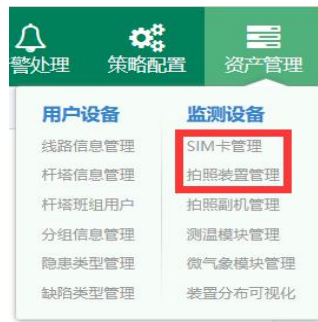 警处理 策略配置 资产管理
用户设备 监测设备
线路信息管理 SIM卡管理
杆塔信息管理 拍照装置管理
杆塔班组用户 拍照副机管理
分组信息管理 测温模块管理
隐患类型管理 微气象模块管理
缺陷类型管理 装置分布可视化